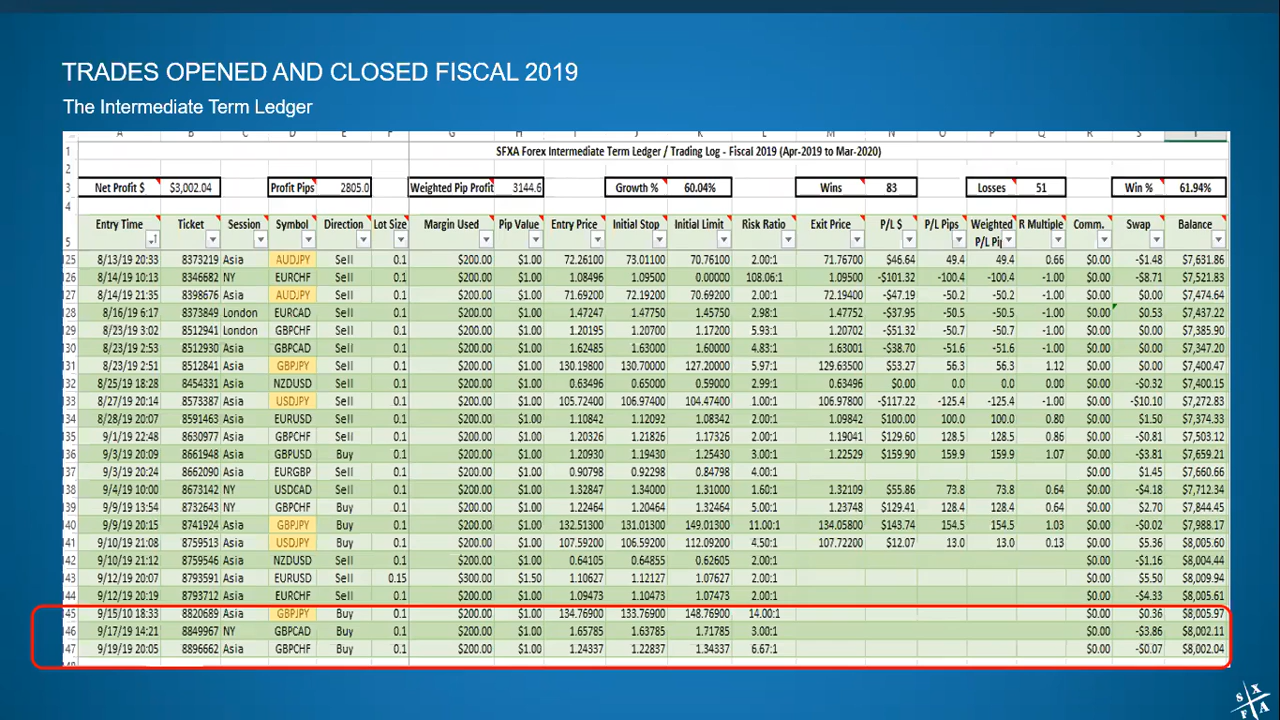 TRADES OPENED AND CLOSED FISCAL 2019
The Intermediate Term Ledger
A B C D E F G H I J K L M N O P Q R S T
1 SFXA Forex Intermediate Term Ledger / Trading Log - Fiscal 2019 (Apr-2019 to Mar-2020)
2
3 Net Profit $ $3,002.04 Profit Pips 2805.0 Weighted Pip Profit 3144.6 Growth % 60.04% Wins 83 Losses 51 Win % 61.94%
4
Entry Time Ticket Session Symbol Direction Lot Size Margin Used Pip Value Entry Price Initial Stop Initial Limit Risk Ratio Exit Price P/L $ P/L Pips Weighted R Multiple Comm. Swap Balance
5 P/L Pip
125 8/13/19 20:33 8373219 Asia AUDJPY Sell 0.1 $200.00 $1.00 72.26100 73.01100 70.76100 2.00:1 71.76700 $46.64 49.4 49.4 0.66 $0.00 -$1.48 $7,631.86
126 8/14/19 10:13 8346682 NY EURCHF Sell 0.1 $200.00 $1.00 1.08496 1.09500 0.00000 108.06:1 1.09500 -$101.32 -100.4 -100.4 -1.00 $0.00 -$8.71 $7,521.83
127 8/14/19 21:35 8398676 Asia AUDJPY Sell 0.1 $200.00 $1.00 71.69200 72.19200 70.69200 2.00:1 72.19400 -$47.19 -50.2 -50.2 -1.00 $0.00 $0.00 $7,474.64
128 8/16/19 6:17 8373849 London EURCAD Sell 0.1 $200.00 $1.00 1.47247 1.47750 1.45750 2.98:1 1.47752 -$37.95 -50.5 -50.5 -1.00 $0.00 $0.53 $7,437.22
129 8/23/19 3:02 8512941 London GBPCHF Sell 0.1 $200.00 $1.00 1.20195 1.20700 1.17200 5.93:1 1.20702 -$51.32 -50.7 -50.7 -1.00 $0.00 $0.00 $7,385.90
130 8/23/19 2:53 8512930 Asia GBPCAD Sell 0.1 $200.00 $1.00 1.62485 1.63000 1.60000 4.83:1 1.63001 -$38.70 -51.6 -51.6 -1.00 $0.00 $0.00 $7,347.20
131 8/23/19 2:51 8512841 Asia GBPJPY Sell 0.1 $200.00 $1.00 130.19800 130.70000 127.20000 5.97:1 129.63500 $53.27 56.3 56.3 1.12 $0.00 $0.00 $7,400.47
132 8/25/19 18:28 8454331 Asia NZDUSD Sell 0.1 $200.00 $1.00 0.63496 0.65000 0.59000 2.99:1 0.63496 $0.00 0.0 0.0 0.00 $0.00 -$0.32 $7,400.15
133 8/27/19 20:14 8573387 Asia USDJPY Sell 0.1 $200.00 $1.00 105.72400 106.97400 104.47400 1.00:1 106.97800 -$117.22 -125.4 -125.4 -1.00 $0.00 -$10.10 $7,272.83
134 8/28/19 20:07 8591463 Asia EURUSD Sell 0.1 $200.00 $1.00 1.10842 1.12092 1.08342 2.00:1 1.09842 $100.00 100.0 100.0 0.80 $0.00 $1.50 $7,374.33
135 9/1/19 22:48 8630977 Asia GBPCHF Sell 0.1 $200.00 $1.00 1.20326 1.21826 1.17326 2.00:1 1.19041 $129.60 128.5 128.5 0.86 $0.00 -$0.81 $7,503.12
136 9/3/19 20:09 8661948 Asia GBPUSD Buy 0.1 $200.00 $1.00 1.20930 1.19430 1.25430 3.00:1 1.22529 $159.90 159.9 159.9 1.07 $0.00 -$3.81 $7,659.21
137 9/3/19 20:24 8662090 Asia EURGBP Sell 0.1 $200.00 $1.00 0.90798 0.92298 0.84798 4.00:1 $0.00 $1.45 $7,660.66
138 9/4/19 10:00 8673142 NY USDCAD Sell 0.1 $200.00 $1.00 1.32847 1.34000 1.31000 1.60:1 1.32109 $55.86 73.8 73.8 0.64 $0.00 -$4.18 $7,712.34
139 9/9/19 13:54 8732643 NY GBPCHF Buy 0.1 $200.00 $1.00 1.22464 1.20464 1.32464 5.00:1 1.23748 $129.41 128.4 128.4 0.64 $0.00 $2.70 $7,844.45
140 9/9/19 20:15 8741924 Asia GBPJPY Buy 0.1 $200.00 $1.00 132.51300 131.01300 149.01300 11.00:1 134.05800 $143.74 154.5 154.5 1.03 $0.00 -$0.02 $7,988.17
141 9/10/19 21:08 8759513 Asia USDJPY Buy 0.1 $200.00 $1.00 107.59200 106.59200 112.09200 4.50:1 107.72200 $12.07 13.0 13.0 0.13 $0.00 $5.36 $8,005.60
142 9/10/19 21:12 8759546 Asia NZDUSD Sell 0.1 $200.00 $1.00 0.64105 0.64855 0.62605 2.00:1 $0.00 -$1.16 $8,004.44
143 9/12/19 20:07 8793591 Asia EURUSD Sell 0.15 $300.00 $1.50 1.10627 1.12127 1.07627 2.00:1 $0.00 $5.50 $8,009.94
144 9/12/19 20:19 8793712 Asia EURCHF Sell 0.1 $200.00 $1.00 1.09473 1.10473 1.07473 2.00:1 $0.00 -$4.33 $8,005.61
145 9/15/10 18:33 8820689 Asia GBPJPY Buy 0.1 $200.00 $1.00 134.76900 133.76900 148.76900 14.00:1 $0.00 $0.36 $8,005.97
146 9/17/19 14:21 8849967 NY GBPCAD Buy 0.1 $200.00 $1.00 1.65785 1.63785 1.71785 3.00:1 $0.00 -$3.86 $8,002.11
147 9/19/19 20:05 8896662 Asia GBPCHF Buy 0.1 $200.00 $1.00 1.24337 1.22837 1.34337 6.67:1 $0.00 -$0.07 $8,002.04
S X
F A